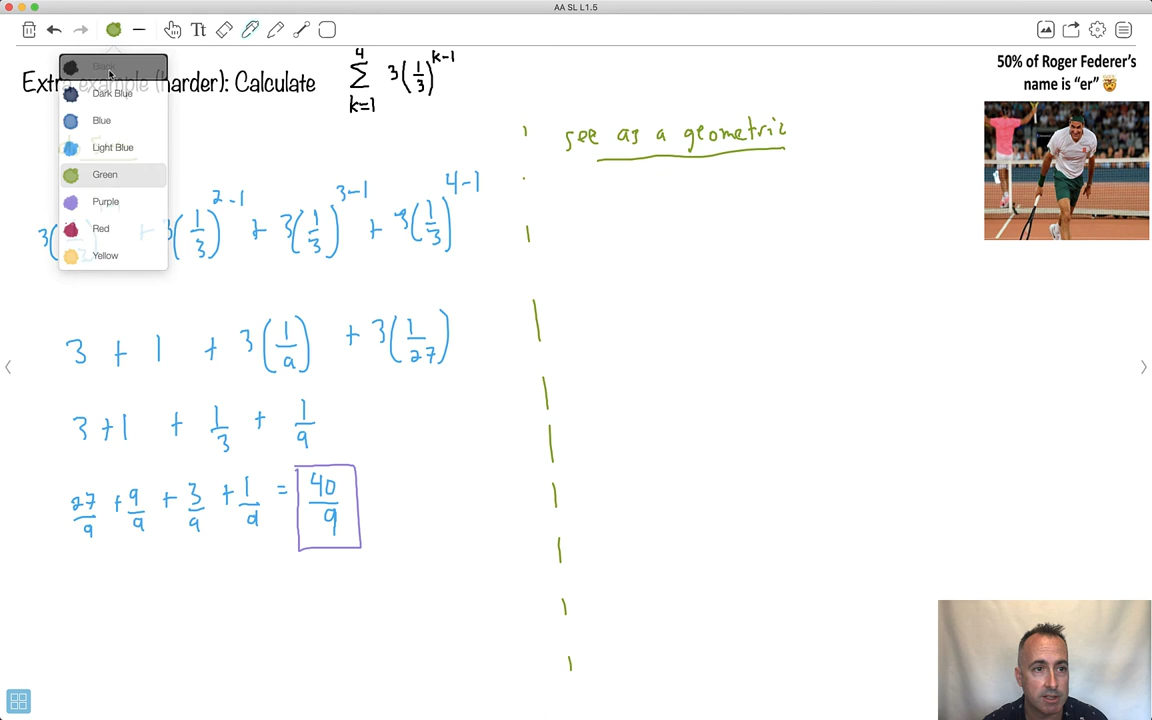 AA SL L1.5
Tt
Black
Dark Blue
Blue
Light Blue
Green
Purple
Red
Yellow
Extra example (harder): Calculate 4 ∑ k=1 3(1/3)^k-1
50% of Roger Federer's
name is "er" 🤯
see as a geometric
3( + 3(1/3)^2-1 + 3(1/3)^3-1 + 3(1/3)^4-1
3 + 1 + 3(1/9) + 3(1/27)
3 + 1 + 1/3 + 1/9
27/9 + 9/9 + 3/9 + 1/9 = 40/9